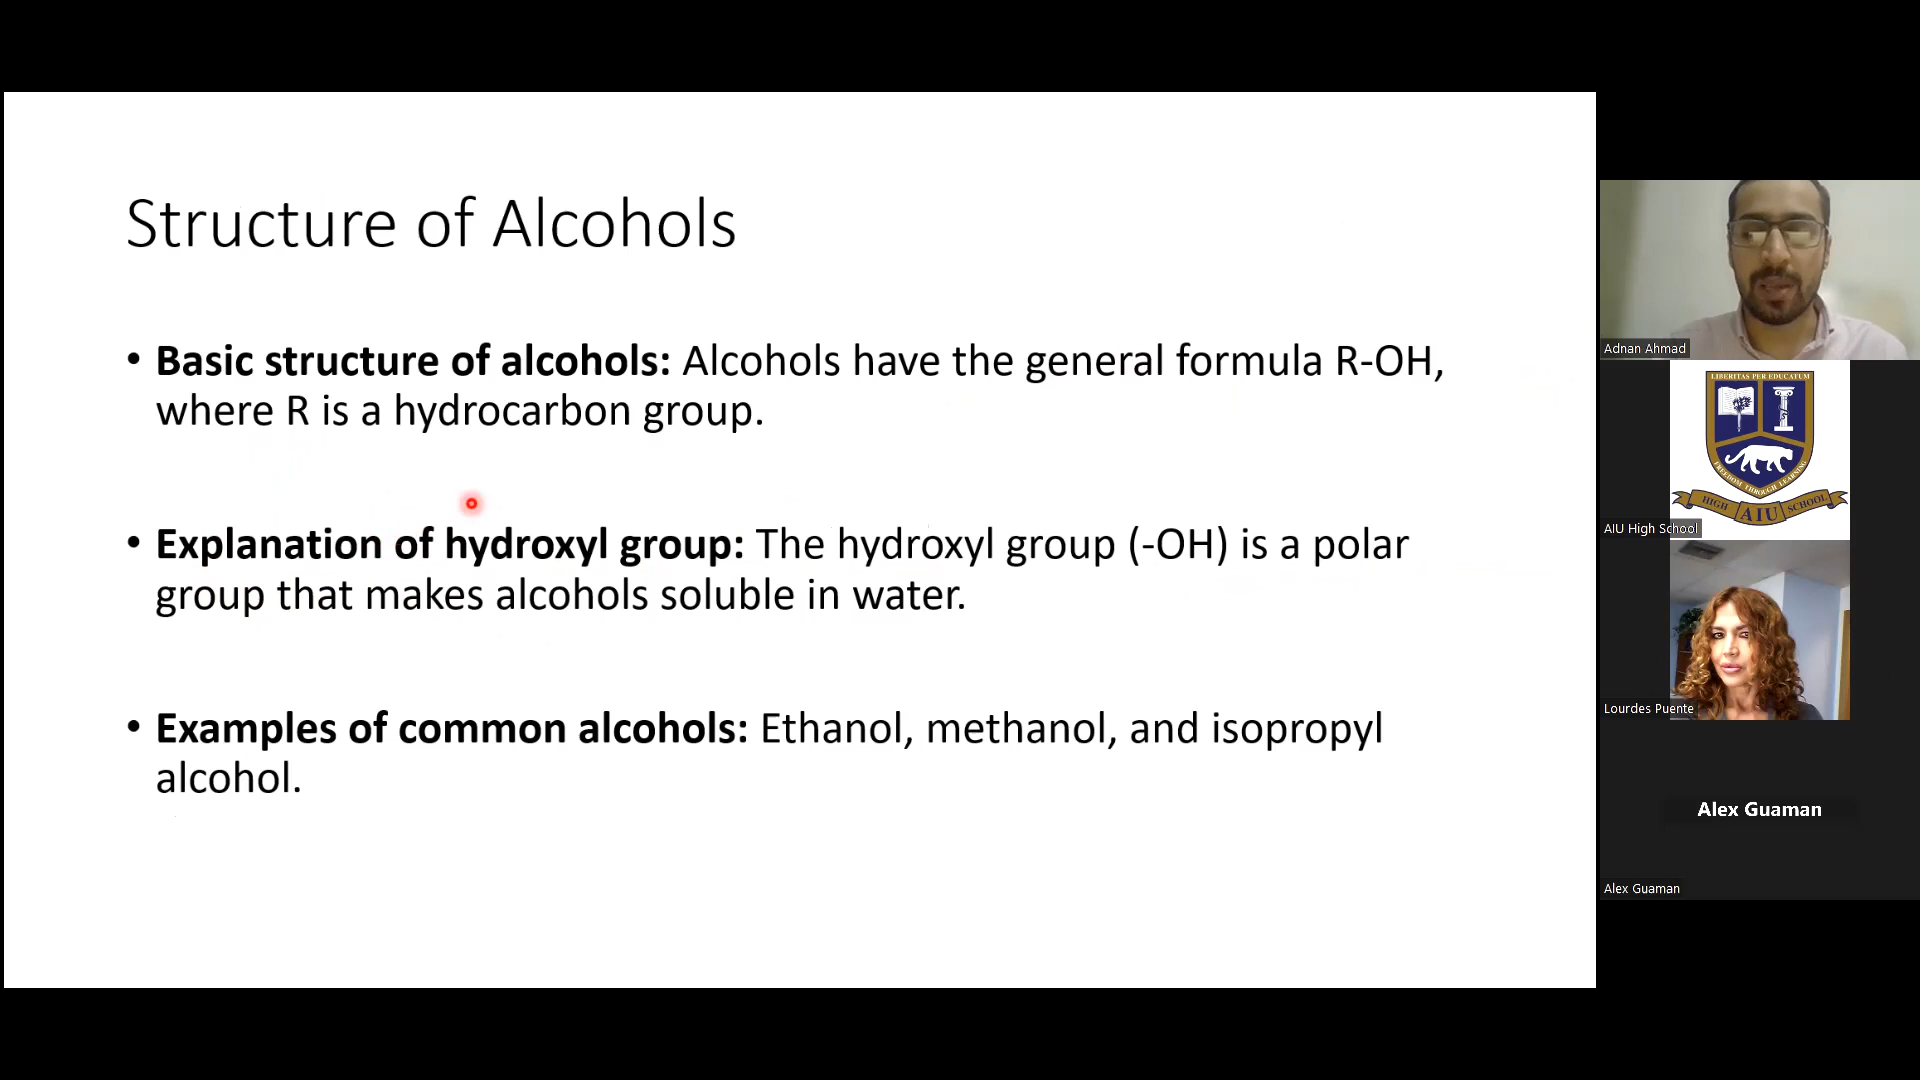 Structure of Alcohols
• Basic structure of alcohols: Alcohols have the general formula R-OH,
where R is a hydrocarbon group.
• Explanation of hydroxyl group: The hydroxyl group (-OH) is a polar
group that makes alcohols soluble in water.
• Examples of common alcohols: Ethanol, methanol, and isopropyl
alcohol.
Adnan Ahmad
LIBERITAS PER EDUCATUM
FREEDOM THROUGH LEARNING
HIGH AIU SCHOOL
AIU High School
Lourdes Puente
Alex Guaman
Alex Guaman